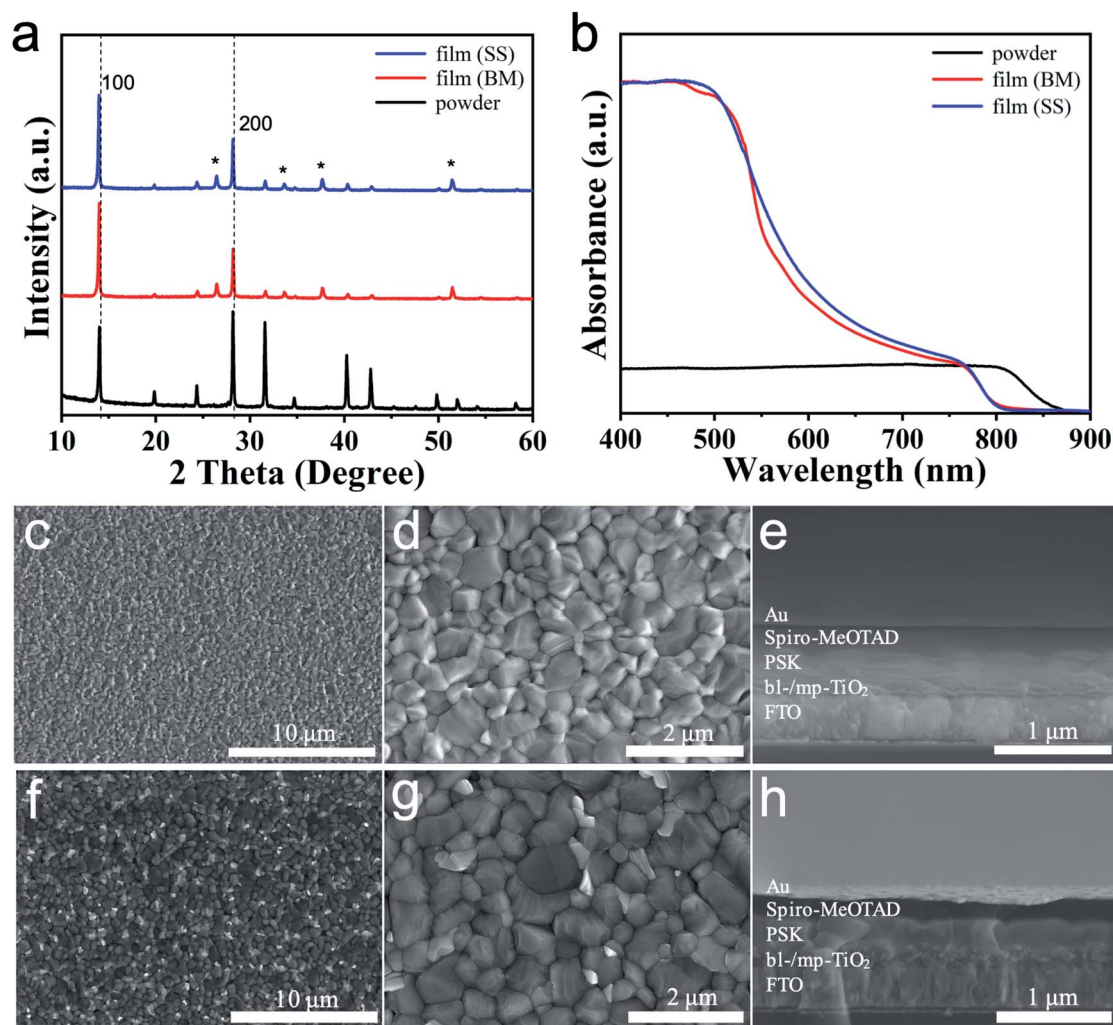 a
film (SS)
film (BM)
powder
100
200
*
*
*
*
Intensity (a.u.)
10
20
30
40
50
60
2 Theta (Degree)
b
powder
film (BM)
film (SS)
Absorbance (a.u.)
400
500
600
700
800
900
Wavelength (nm)
c
10 μm
d
2 μm
e
Au
Spiro-MeOTAD
PSK
bl-/mp-TiO₂
FTO
1 μm
f
10 μm
g
2 μm
h
Au
Spiro-MeOTAD
PSK
bl-/mp-TiO₂
FTO
1 μm